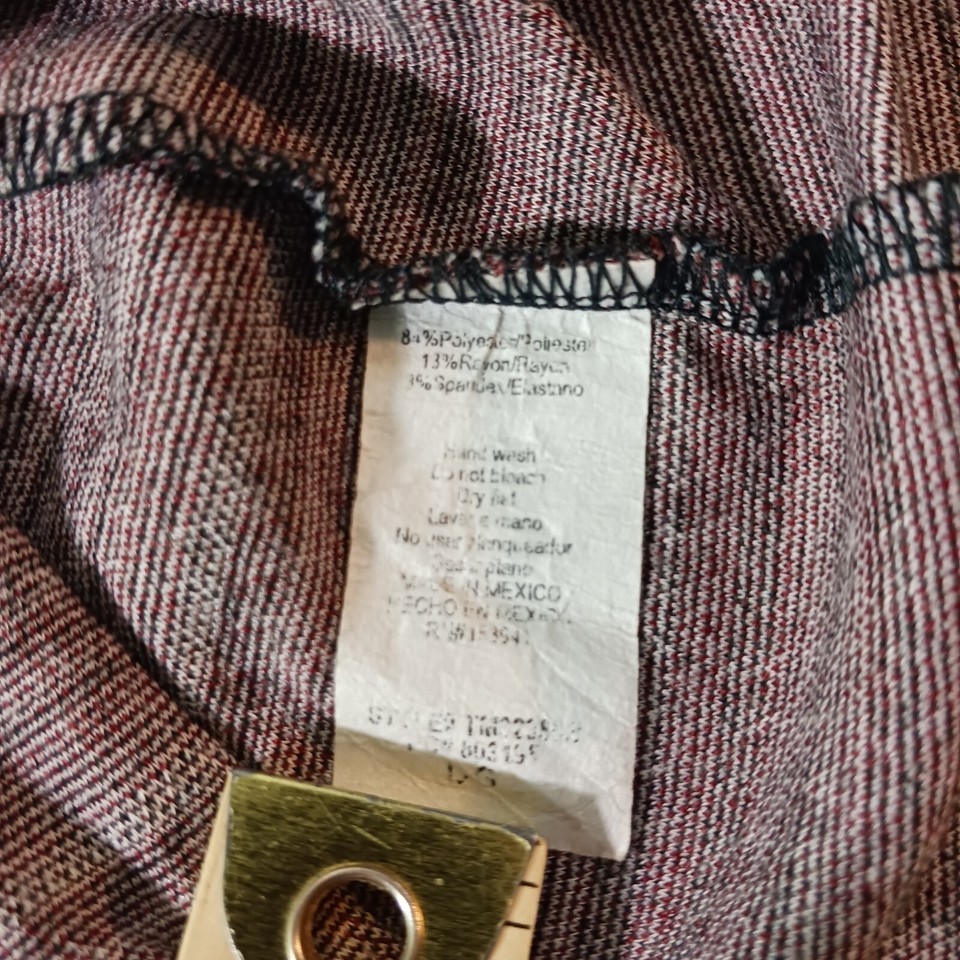 84%Polyester/Poliester
13%Rayon/Rayon
3%Spandex/Elastano
Hand wash
Do not bleach
Dry flat
Lavar a mano
No usar blanqueador
Secar plano
MADE IN MEXICO
HECHO EN MEXICO